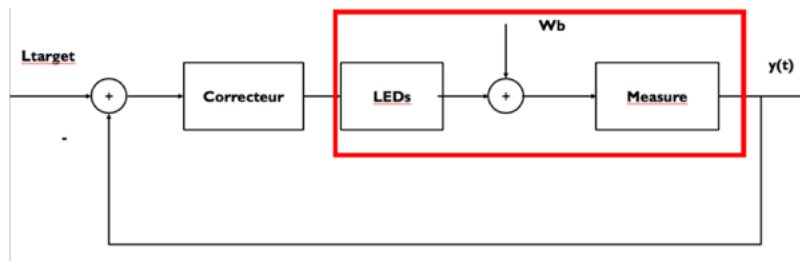 Wb
Ltarget
y(t)
+
Correcteur
LEDs
+
Measure
-